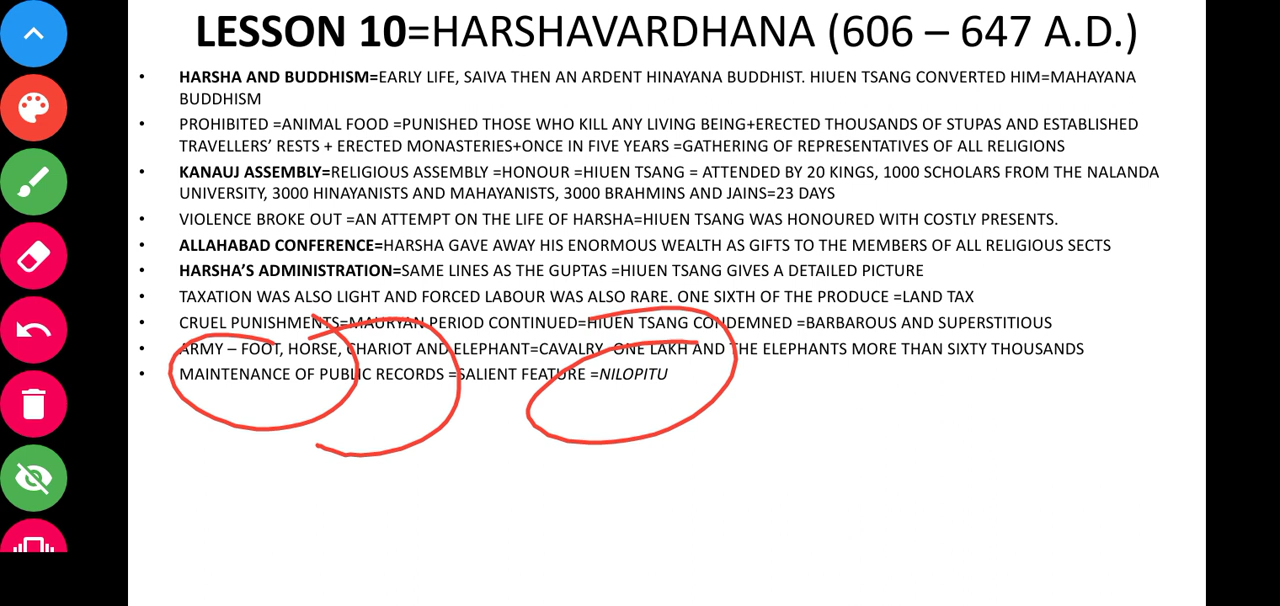 LESSON 10=HARSHAVARDHANA (606 – 647 A.D.)
• HARSHA AND BUDDHISM=EARLY LIFE, SAIVA THEN AN ARDENT HINAYANA BUDDHIST. HIUEN TSANG CONVERTED HIM=MAHAYANA
BUDDHISM
• PROHIBITED =ANIMAL FOOD =PUNISHED THOSE WHO KILL ANY LIVING BEING+ERECTED THOUSANDS OF STUPAS AND ESTABLISHED
TRAVELLERS’ RESTS + ERECTED MONASTERIES+ONCE IN FIVE YEARS =GATHERING OF REPRESENTATIVES OF ALL RELIGIONS
• KANAUJ ASSEMBLY=RELIGIOUS ASSEMBLY =HONOUR =HIUEN TSANG = ATTENDED BY 20 KINGS, 1000 SCHOLARS FROM THE NALANDA
UNIVERSITY, 3000 HINAYANISTS AND MAHAYANISTS, 3000 BRAHMINS AND JAINS=23 DAYS
• VIOLENCE BROKE OUT =AN ATTEMPT ON THE LIFE OF HARSHA=HIUEN TSANG WAS HONOURED WITH COSTLY PRESENTS.
• ALLAHABAD CONFERENCE=HARSHA GAVE AWAY HIS ENORMOUS WEALTH AS GIFTS TO THE MEMBERS OF ALL RELIGIOUS SECTS
• HARSHA’S ADMINISTRATION=SAME LINES AS THE GUPTAS =HIUEN TSANG GIVES A DETAILED PICTURE
• TAXATION WAS ALSO LIGHT AND FORCED LABOUR WAS ALSO RARE. ONE SIXTH OF THE PRODUCE =LAND TAX
• CRUEL PUNISHMENTS=MAURYAN PERIOD CONTINUED=HIUEN TSANG CONDEMNED =BARBAROUS AND SUPERSTITIOUS
• ARMY – FOOT, HORSE, CHARIOT AND ELEPHANT=CAVALRY -ONE LAKH AND THE ELEPHANTS MORE THAN SIXTY THOUSANDS
• MAINTENANCE OF PUBLIC RECORDS =SALIENT FEATURE =NILOPITU